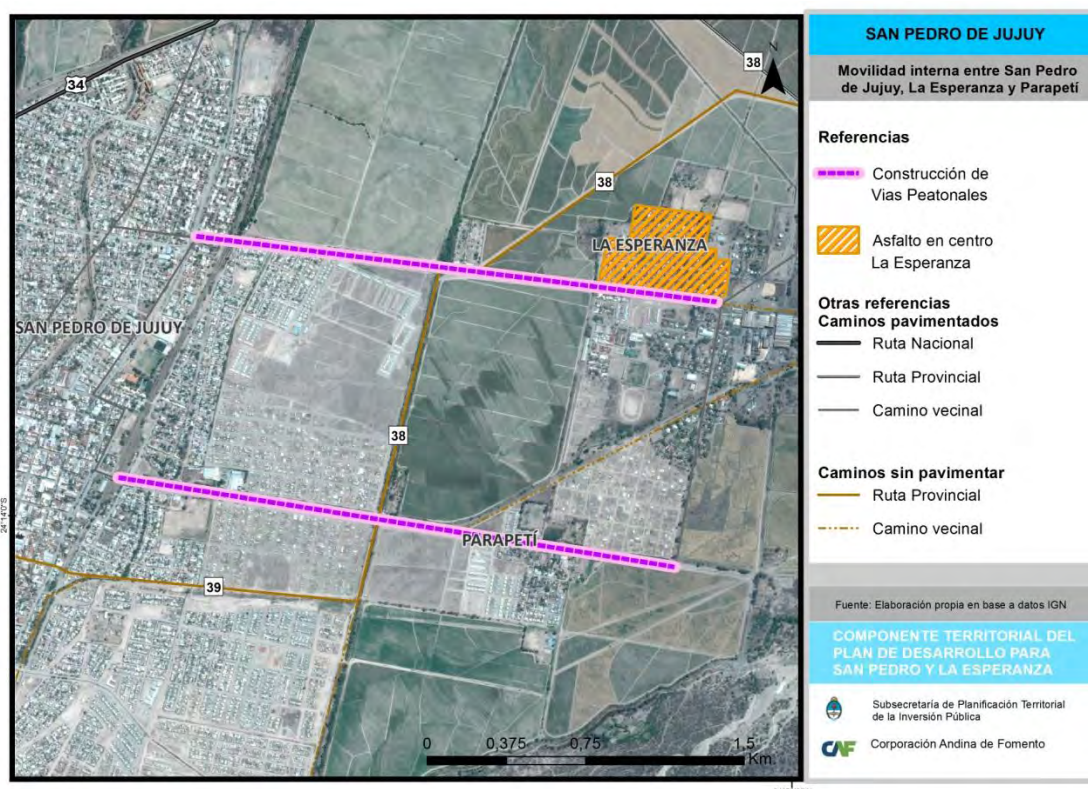 34
38
N
38
LA ESPERANZA
SAN PEDRO DE JUJUY
38
PARAPETÍ
39
24°14'0"S
0 0,375 0,75 1,5
Km.
SAN PEDRO DE JUJUY
Movilidad interna entre San Pedro
de Jujuy, La Esperanza y Parapetí
Referencias
Construcción de
Vias Peatonales
Asfalto en centro
La Esperanza
Otras referencias
Caminos pavimentados
Ruta Nacional
Ruta Provincial
Camino vecinal
Caminos sin pavimentar
Ruta Provincial
Camino vecinal
Fuente: Elaboración propia en base a datos IGN
COMPONENTE TERRITORIAL DEL
PLAN DE DESARROLLO PARA
SAN PEDRO Y LA ESPERANZA
Subsecretaría de Planificación Territorial
de la Inversión Pública
CAF
Corporación Andina de Fomento